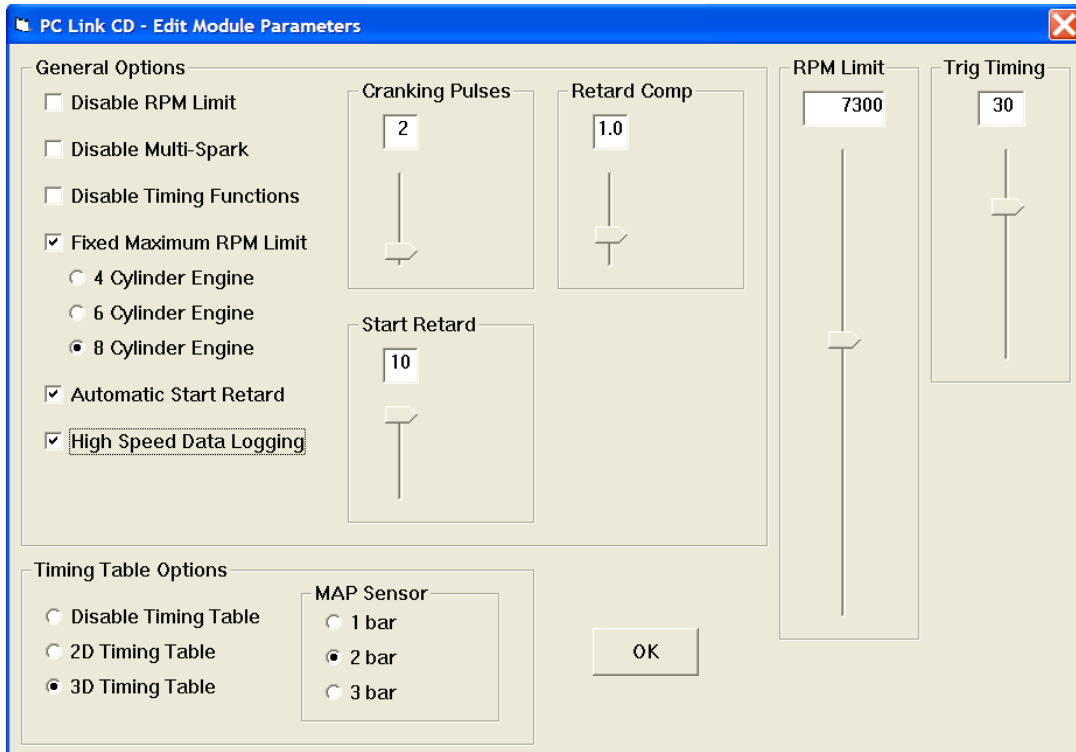 PC Link CD - Edit Module Parameters
General Options
Disable RPM Limit
Disable Multi-Spark
Disable Timing Functions
Fixed Maximum RPM Limit
4 Cylinder Engine
6 Cylinder Engine
8 Cylinder Engine
Automatic Start Retard
High Speed Data Logging
Cranking Pulses
2
Retard Comp
1.0
Start Retard
10
RPM Limit
7300
Trig Timing
30
Timing Table Options
Disable Timing Table
2D Timing Table
3D Timing Table
MAP Sensor
1 bar
2 bar
3 bar
OK